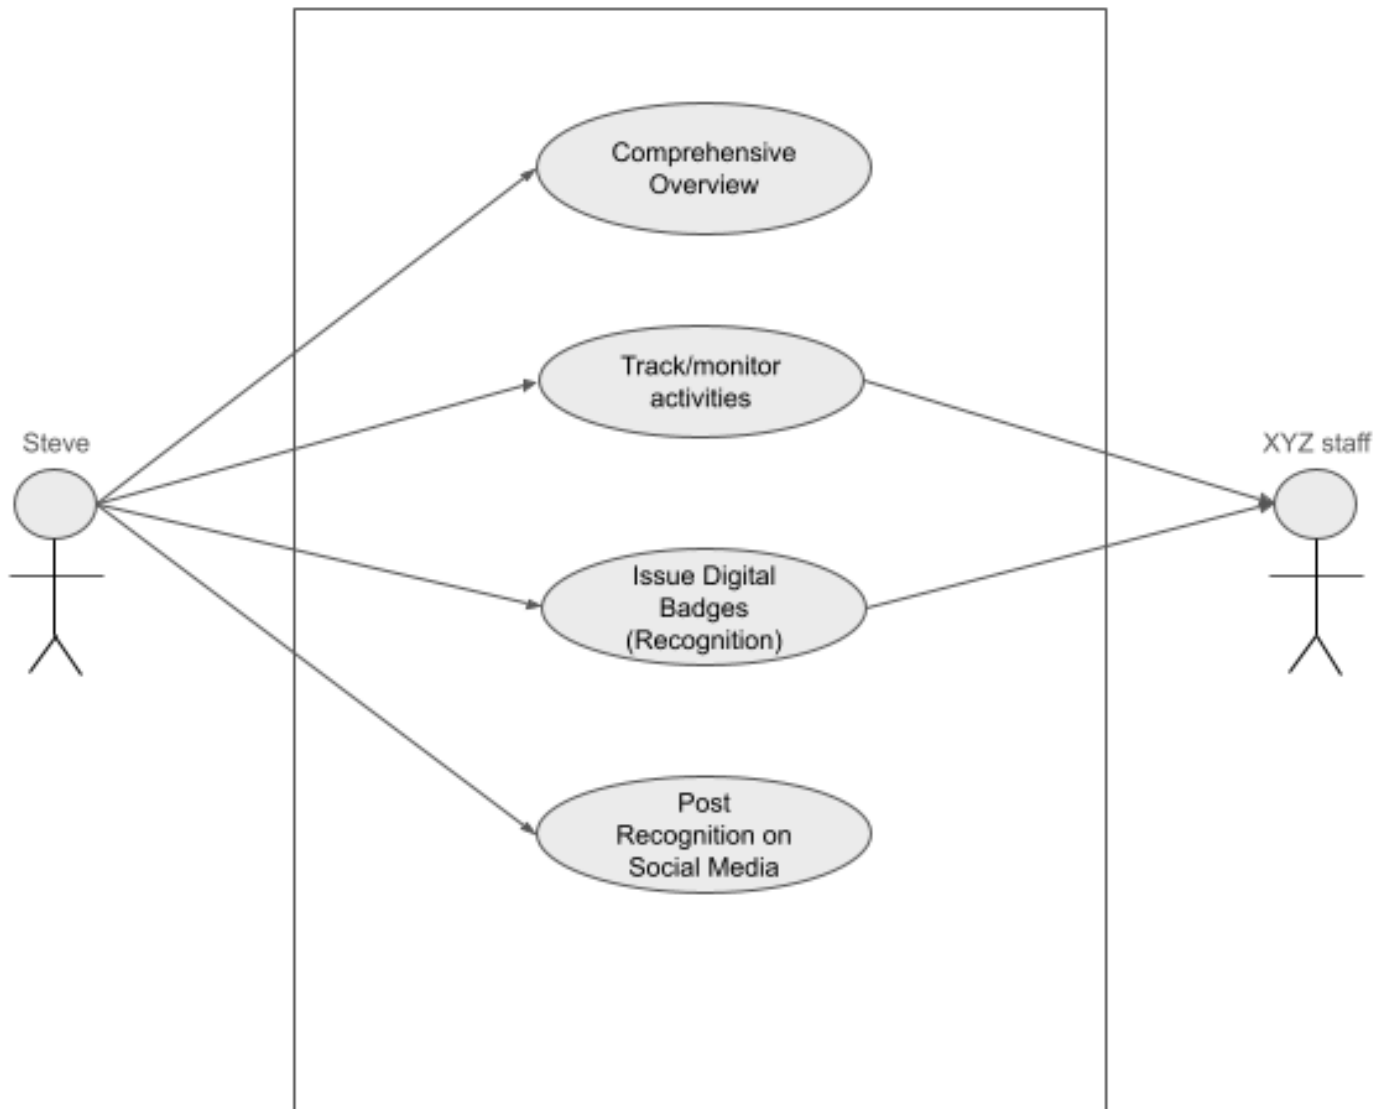 Comprehensive
Overview
Track/monitor
activities
Steve
XYZ staff
Issue Digital
Badges
(Recognition)
Post
Recognition on
Social Media